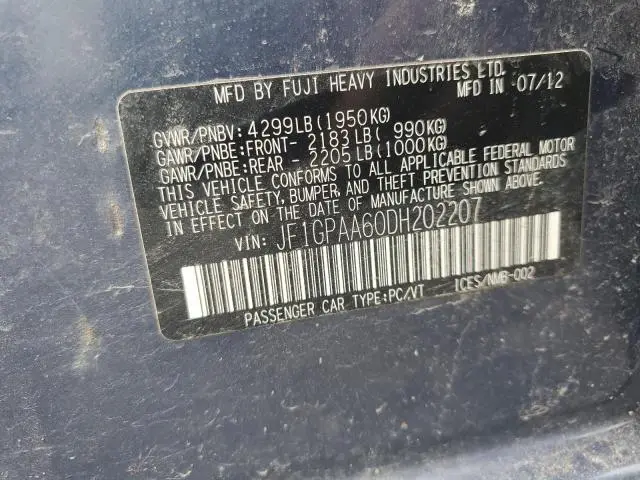 MFD BY FUJI HEAVY INDUSTRIES LTD.
MFD IN 07/12
GVWR/PNBV: 4299LB(1950KG)
GAWR/PNBE:FRONT- 2183LB( 990KG)
GAWR/PNBE:REAR - 2205LB(1000KG)
THIS VEHICLE CONFORMS TO ALL APPLICABLE FEDERAL MOTOR
VEHICLE SAFETY, BUMPER, AND THEFT PREVENTION STANDARDS
IN EFFECT ON THE DATE OF MANUFACTURE SHOWN ABOVE.
VIN: JF1GPAA60DH202207
PASSENGER CAR TYPE:PC/VT ICES/NMB-002